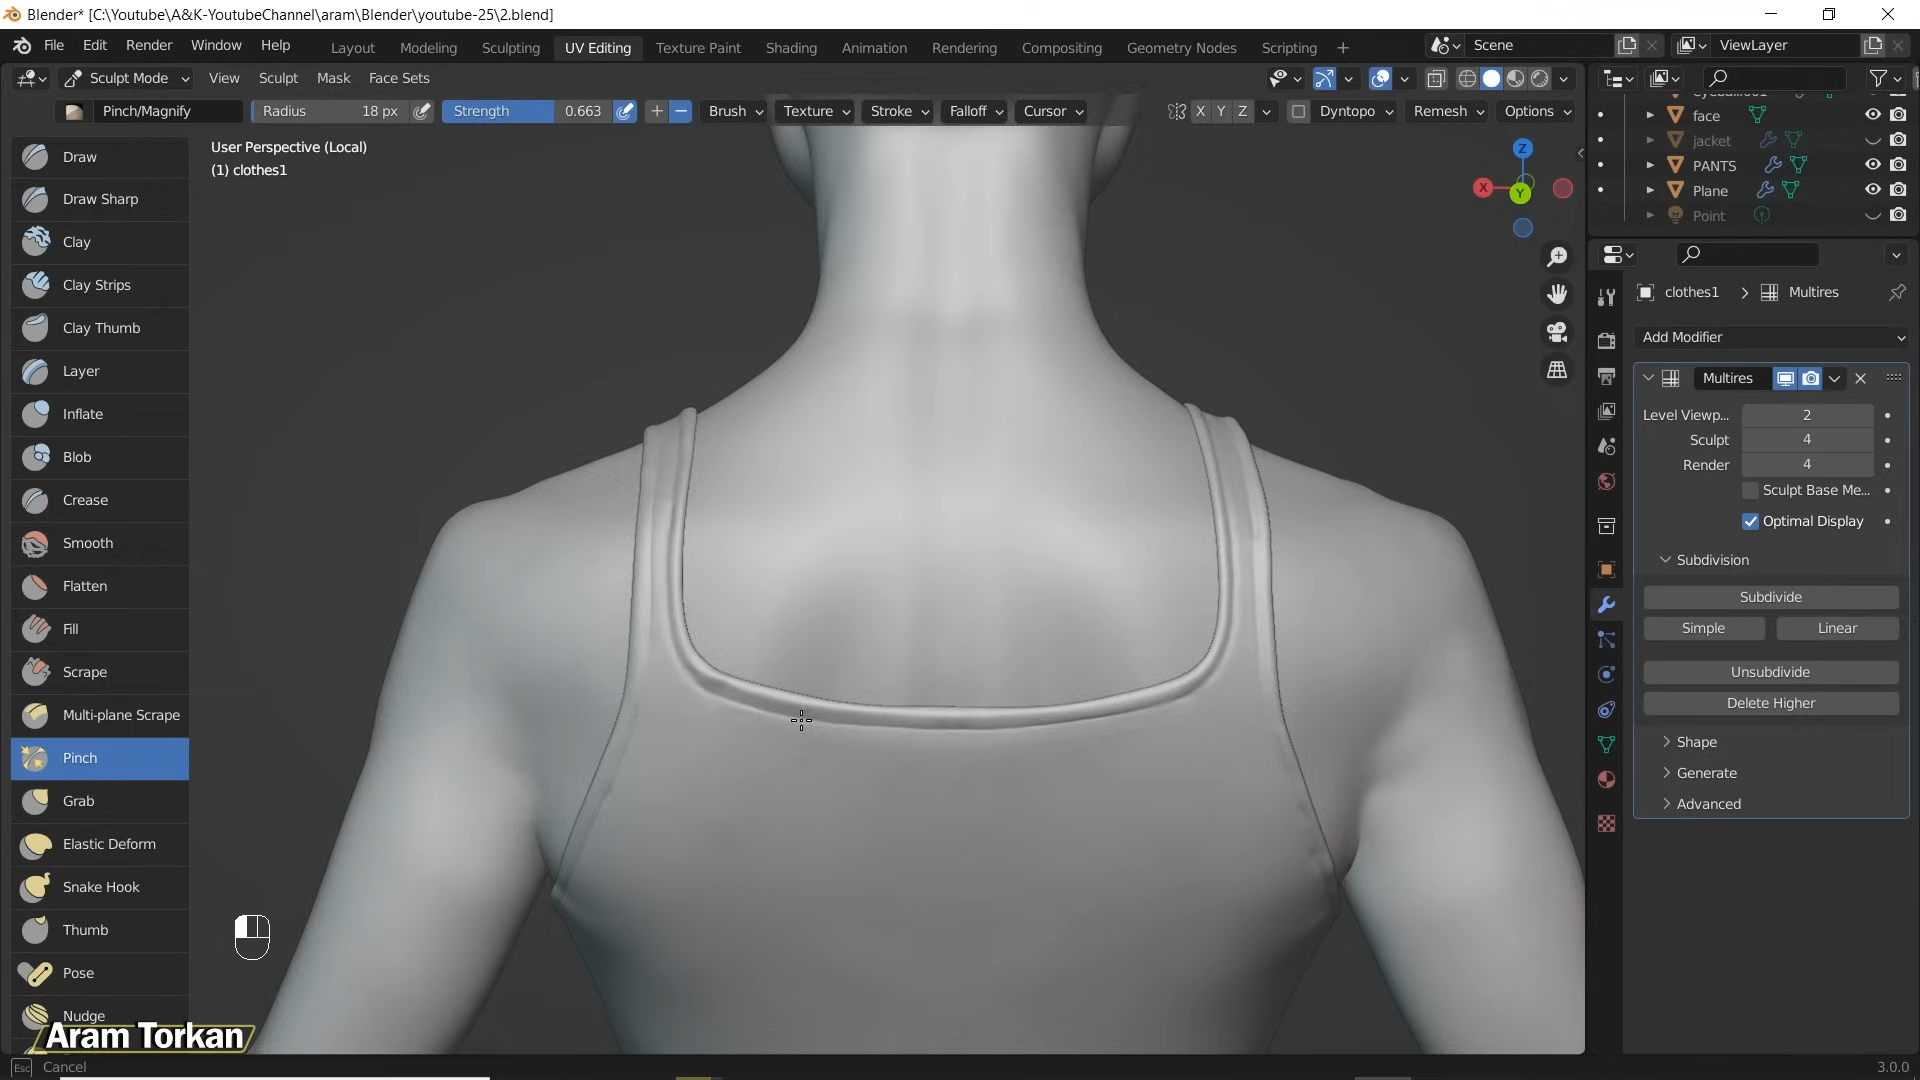 Blender* [C:\Youtube\A&K-YoutubeChannel\aram\Blender\youtube-25\2.blend]
File Edit Render Window Help Layout Modeling Sculpting UV Editing Texture Paint Shading Animation Rendering Compositing Geometry Nodes Scripting + Scene ViewLayer
Sculpt Mode View Sculpt Mask Face Sets
Pinch/Magnify Radius 18 px Strength 0.663 Brush Texture Stroke Falloff Cursor X Y Z Dyntopo Remesh Options
User Perspective (Local)
(1) clothes1
Z
X
Y
Draw
Draw Sharp
Clay
Clay Strips
Clay Thumb
Layer
Inflate
Blob
Crease
Smooth
Flatten
Fill
Scrape
Multi-plane Scrape
Pinch
Grab
Elastic Deform
Snake Hook
Thumb
Pose
Nudge
Aram Torkan
Esc Cancel
face
jacket
PANTS
Plane
Point
clothes1 > Multires
Add Modifier
Multires
Level Viewp... 2
Sculpt 4
Render 4
Sculpt Base Me...
Optimal Display
Subdivision
Subdivide
Simple Linear
Unsubdivide
Delete Higher
Shape
Generate
Advanced
3.0.0